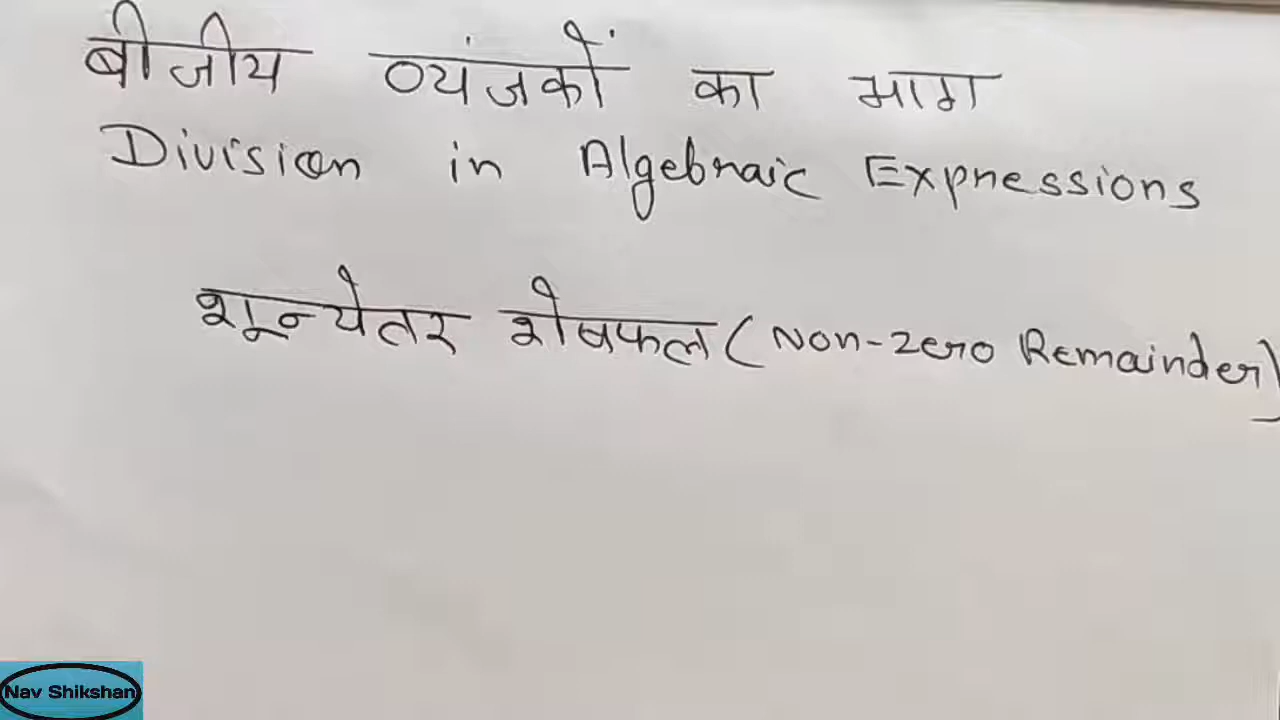 बीजीय व्यंजकों का भाग
Division in Algebraic Expressions
शून्येतर शेषफल (Non-zero Remainder)
Nav Shikshan